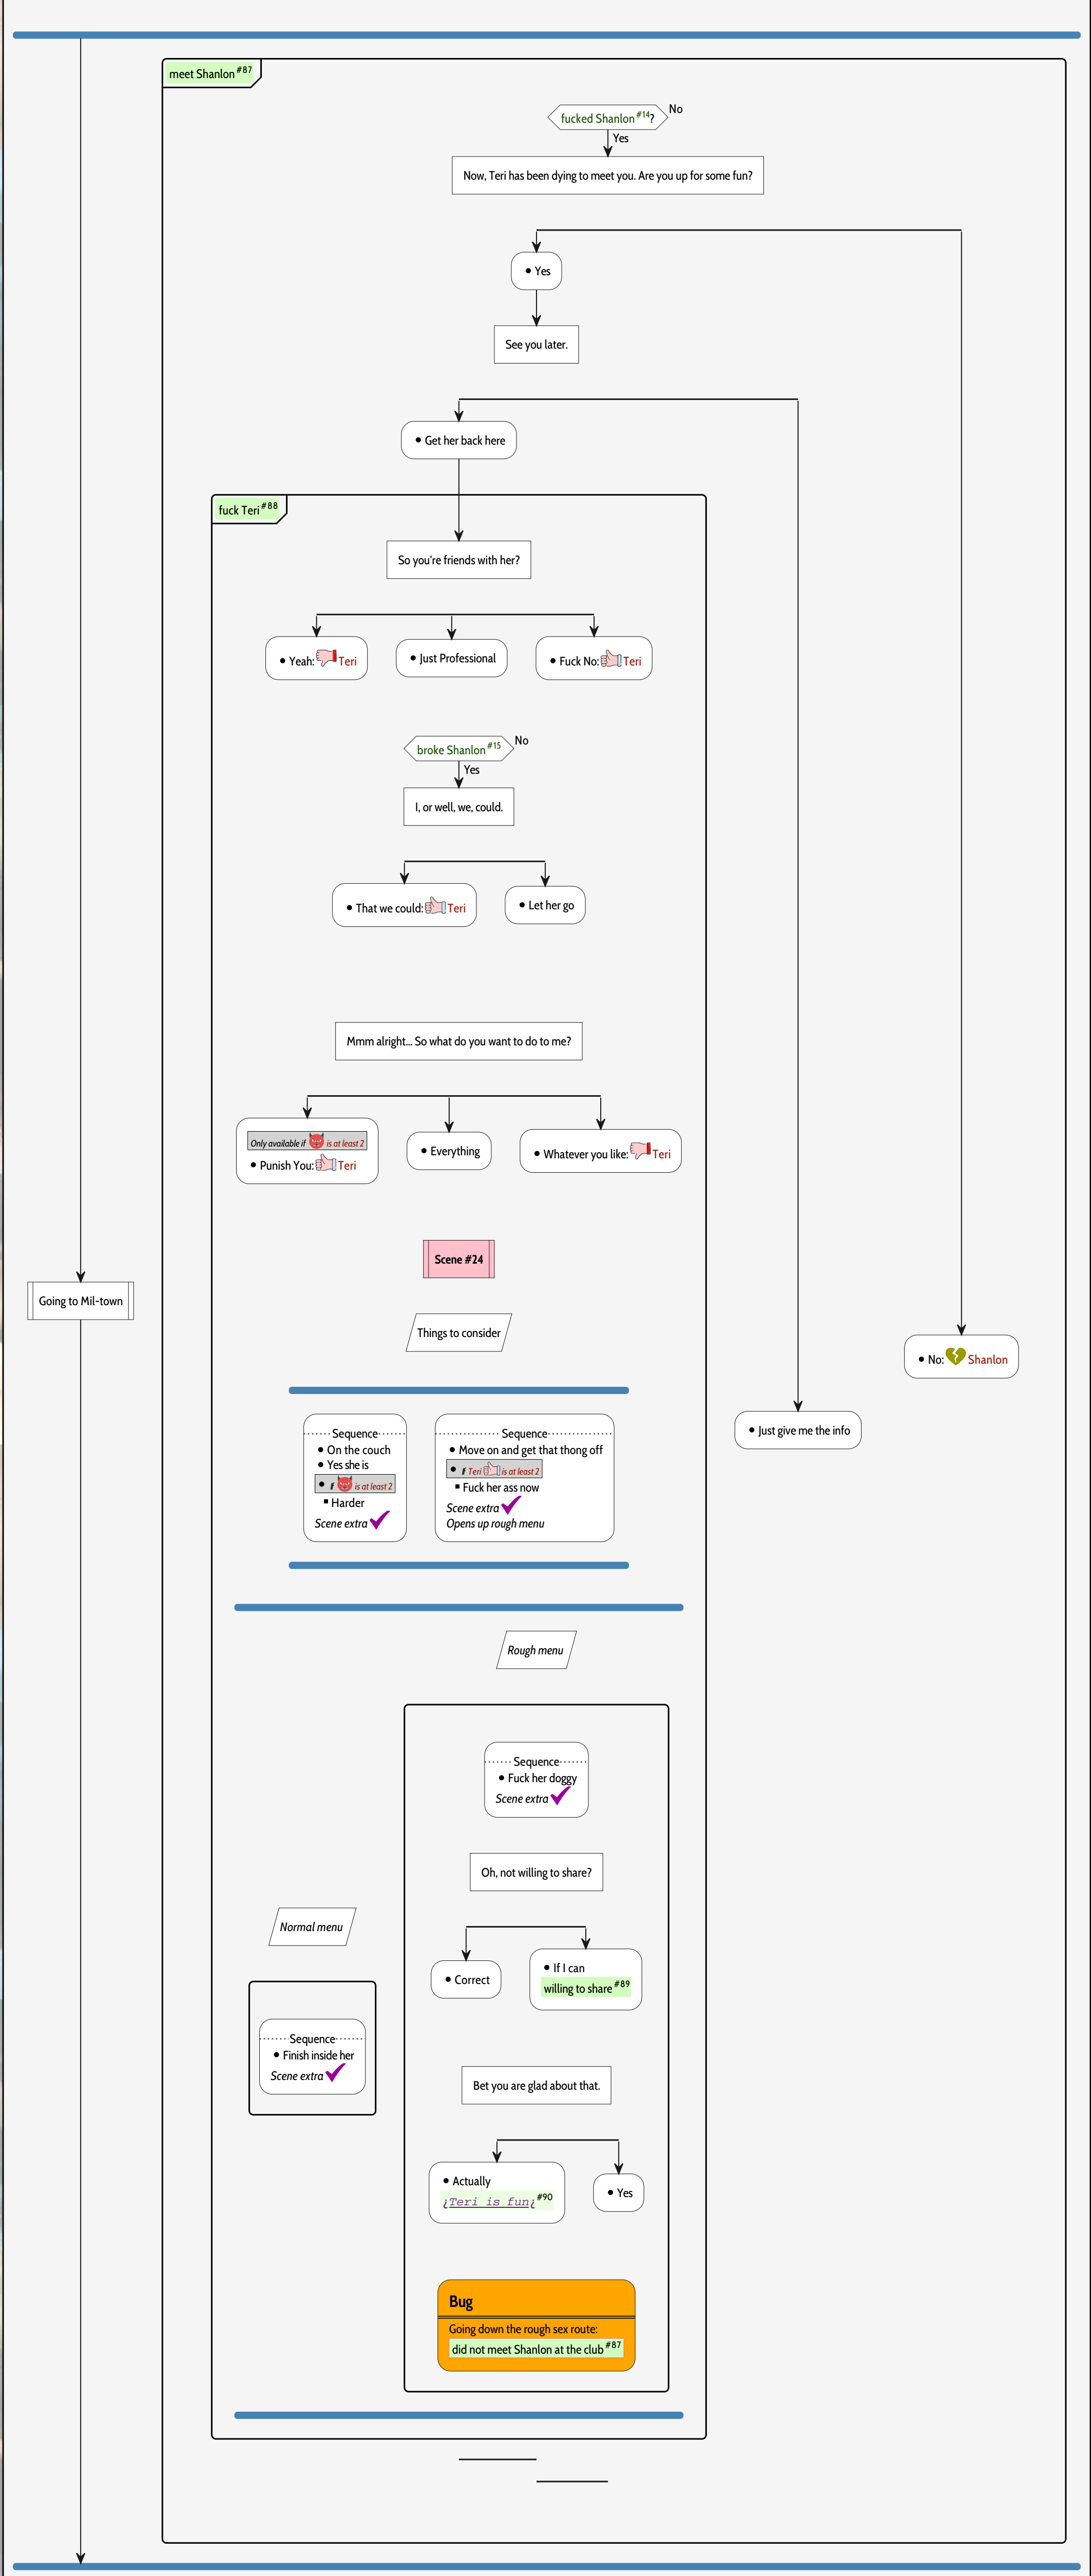 meet Shanlon #87
fucked Shanlon #14?
No
Yes
Now, Teri has been dying to meet you. Are you up for some fun?
Yes
See you later.
Get her back here
fuck Teri #88
So you're friends with her?
Yeah: Teri
Just Professional
Fuck No: Teri
broke Shanlon #15
No
Yes
I, or well, we, could.
That we could: Teri
Let her go
Mmm alright... So what do you want to do to me?
Only available if is at least 2
Punish You: Teri
Everything
Whatever you like: Teri
Scene #24
Going to Mil-town
Things to consider
No: Shanlon
Just give me the info
Sequence
On the couch
Yes she is
if is at least 2
Harder
Scene extra
Sequence
Move on and get that thong off
if Teri is at least 2
Fuck her ass now
Scene extra
Opens up rough menu
Rough menu
Sequence
Fuck her doggy
Scene extra
Oh, not willing to share?
Normal menu
Correct
If I can
willing to share #89
Sequence
Finish inside her
Scene extra
Bet you are glad about that.
Actually
¿Teri is fun¿ #90
Yes
Bug
Going down the rough sex route:
did not meet Shanlon at the club #87